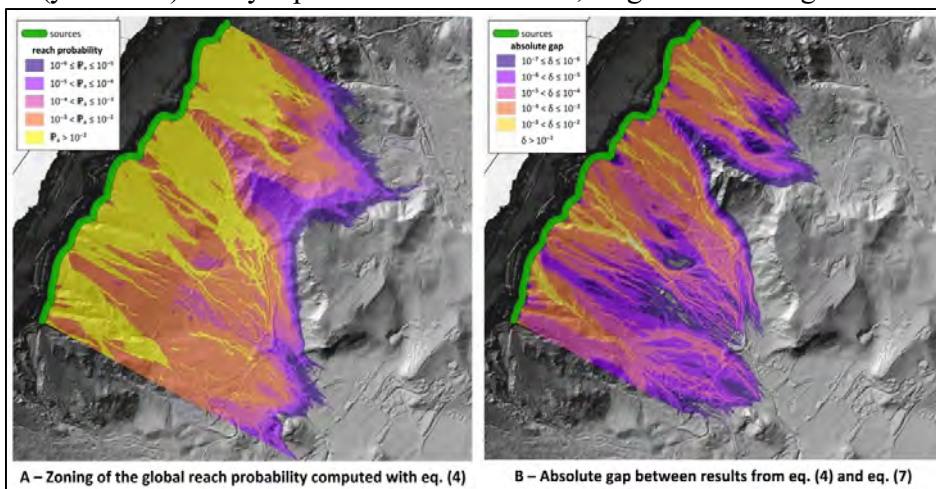 sources
reach probability
10⁻⁶ ≤ ℙₐ ≤ 10⁻⁵
10⁻⁵ < ℙₐ ≤ 10⁻⁴
10⁻⁴ < ℙₐ ≤ 10⁻³
10⁻³ < ℙₐ ≤ 10⁻²
ℙₐ > 10⁻²
sources
absolute gap
10⁻⁷ ≤ δ ≤ 10⁻⁶
10⁻⁶ < δ ≤ 10⁻⁵
10⁻⁵ < δ ≤ 10⁻⁴
10⁻⁴ < δ ≤ 10⁻³
10⁻³ < δ ≤ 10⁻²
δ > 10⁻²
A – Zoning of the global reach probability computed with eq. (4)
B – Absolute gap between results from eq. (4) and eq. (7)